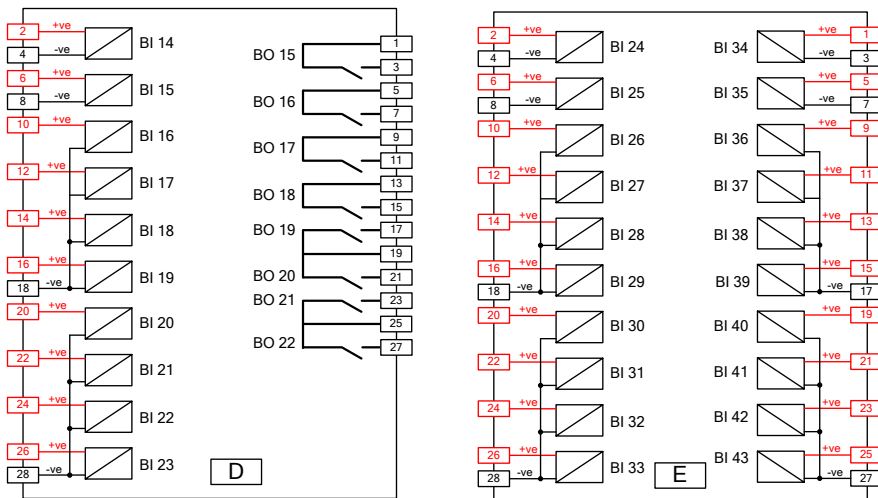 2 +ve BI 14
4 -ve
6 +ve BI 15
8 -ve
10 +ve BI 16
12 +ve BI 17
14 +ve BI 18
16 +ve BI 19
18 -ve
20 +ve BI 20
22 +ve BI 21
24 +ve BI 22
26 +ve BI 23
28 -ve
BO 15 1
3
BO 16 5
7
BO 17 9
11
BO 18 13
15
BO 19 17
19
BO 20 21
BO 21 23
25
BO 22 27
D
2 +ve BI 24
4 -ve
6 +ve BI 25
8 -ve
10 +ve BI 26
12 +ve BI 27
14 +ve BI 28
16 +ve BI 29
18 -ve
20 +ve BI 30
22 +ve BI 31
24 +ve BI 32
26 +ve BI 33
28 -ve
BI 34 +ve 1
-ve 3
BI 35 +ve 5
-ve 7
BI 36 +ve 9
BI 37 +ve 11
BI 38 +ve 13
BI 39 +ve 15
-ve 17
BI 40 +ve 19
BI 41 +ve 21
BI 42 +ve 23
BI 43 +ve 25
-ve 27
E